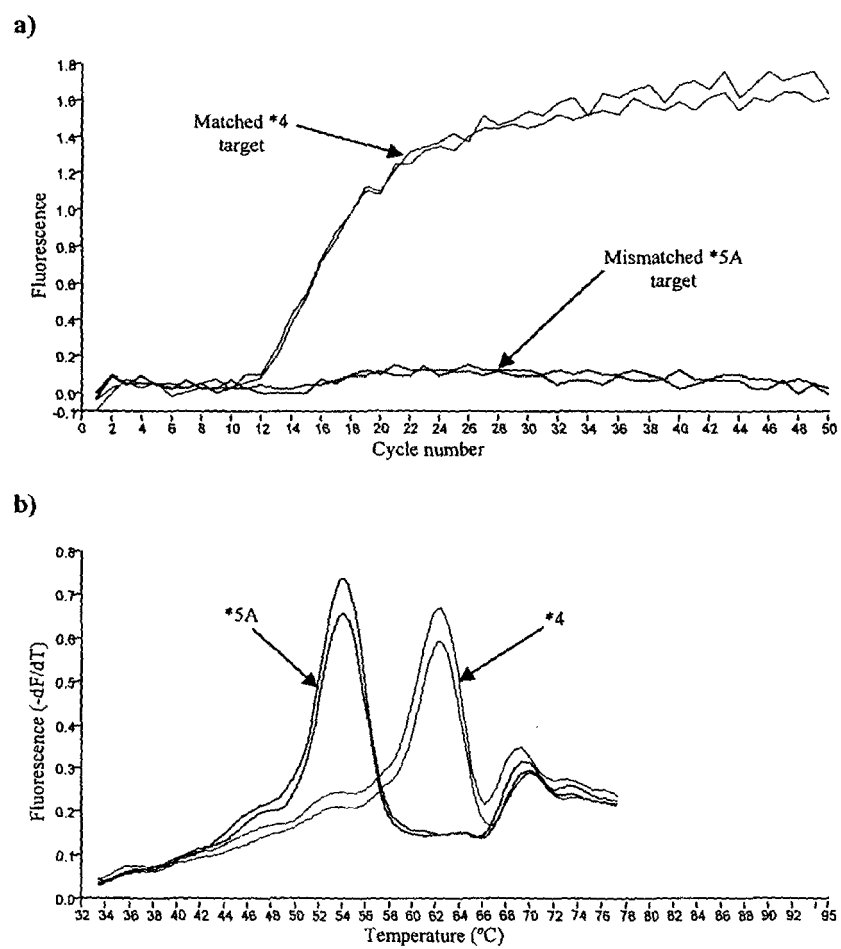 a)
1.8
1.6
1.4
1.2
1.0
0.8
0.6
0.4
0.2
0.0
-0.1
Fluorescence
Matched *4
target
Mismatched *5A
target
0 2 4 6 8 10 12 14 16 18 20 22 24 26 28 30 32 34 36 38 40 42 44 46 48 50
Cycle number
b)
0.8
0.7
0.6
0.5
0.4
0.3
0.2
0.1
0.0
Fluorescence (-dF/dT)
*5A
*4
32 34 36 38 40 42 44 46 48 50 52 54 56 58 60 62 64 66 68 70 72 74 76 78 80 82 84 86 88 90 92 95
Temperature (°C)